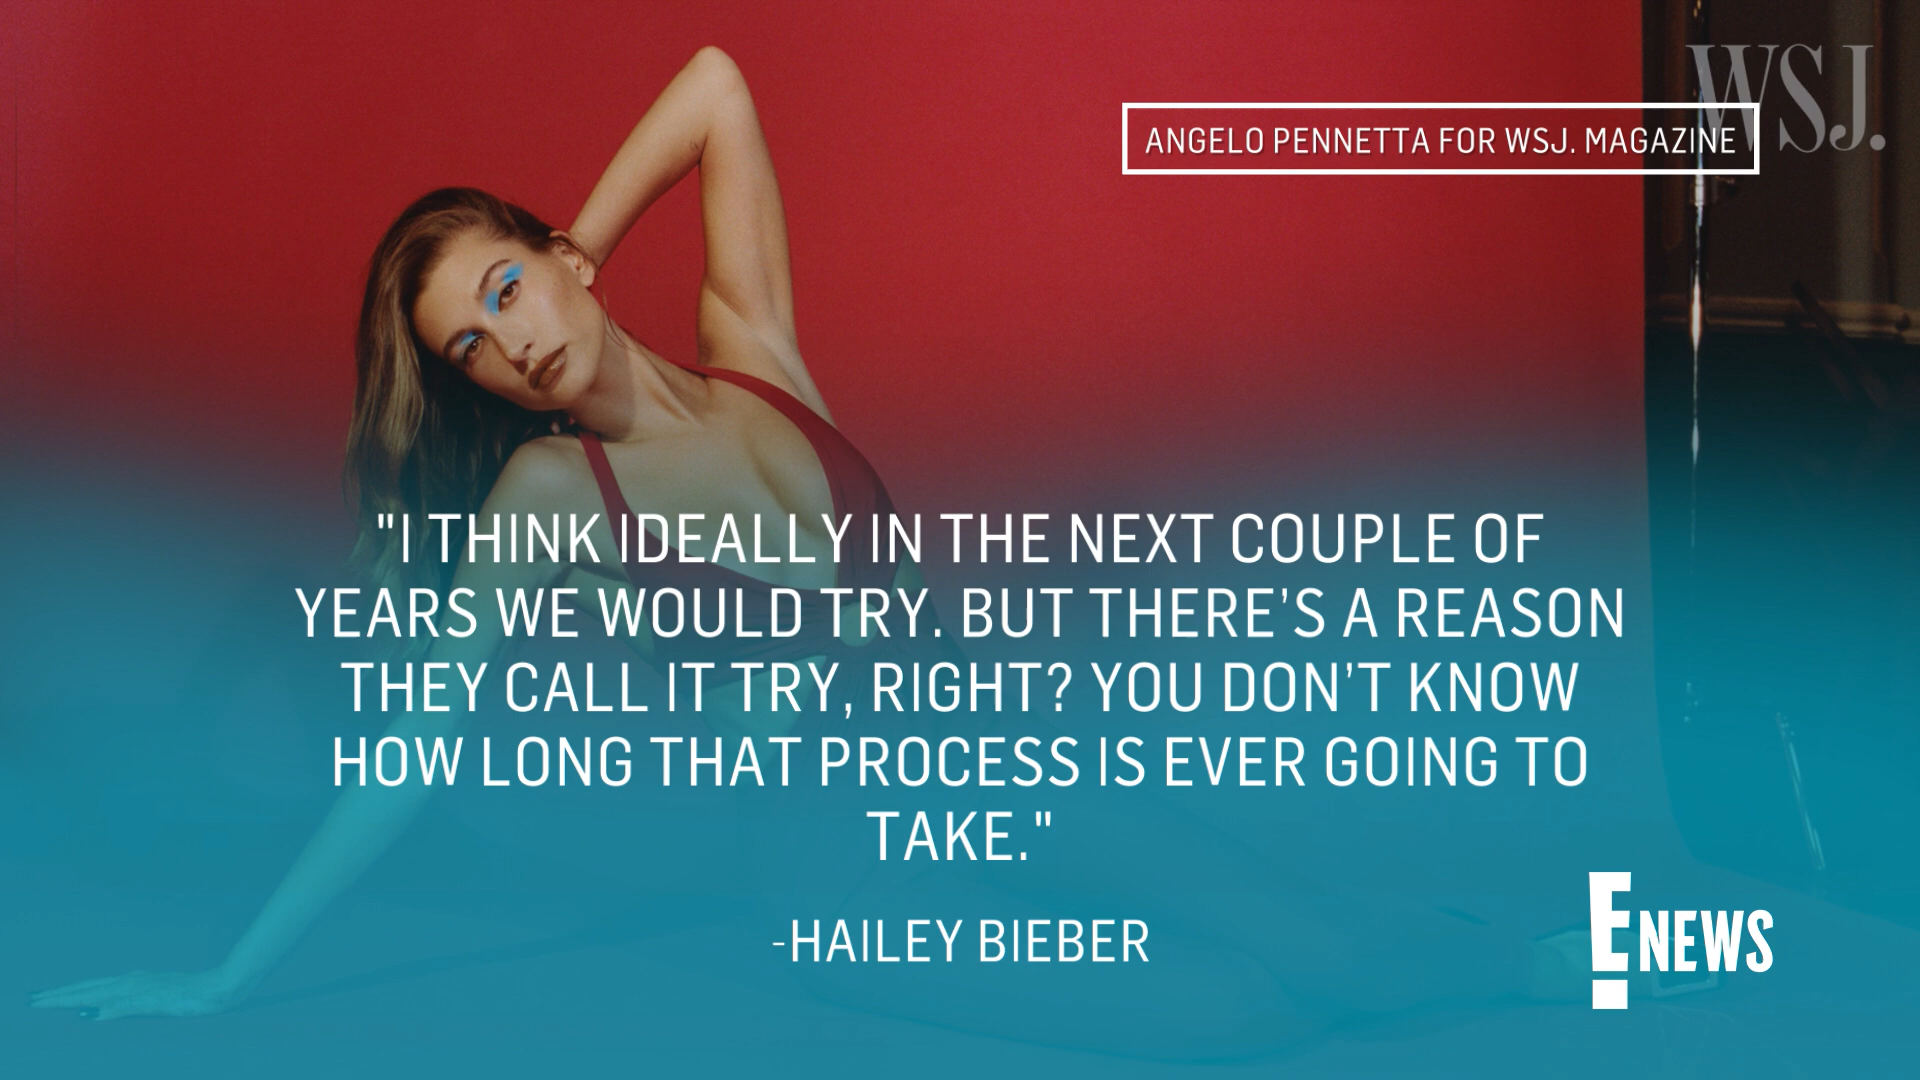 WSJ.
ANGELO PENNETTA FOR WSJ. MAGAZINE
"I THINK IDEALLY IN THE NEXT COUPLE OF
YEARS WE WOULD TRY. BUT THERE'S A REASON
THEY CALL IT TRY, RIGHT? YOU DON'T KNOW
HOW LONG THAT PROCESS IS EVER GOING TO
TAKE."
-HAILEY BIEBER
E! NEWS